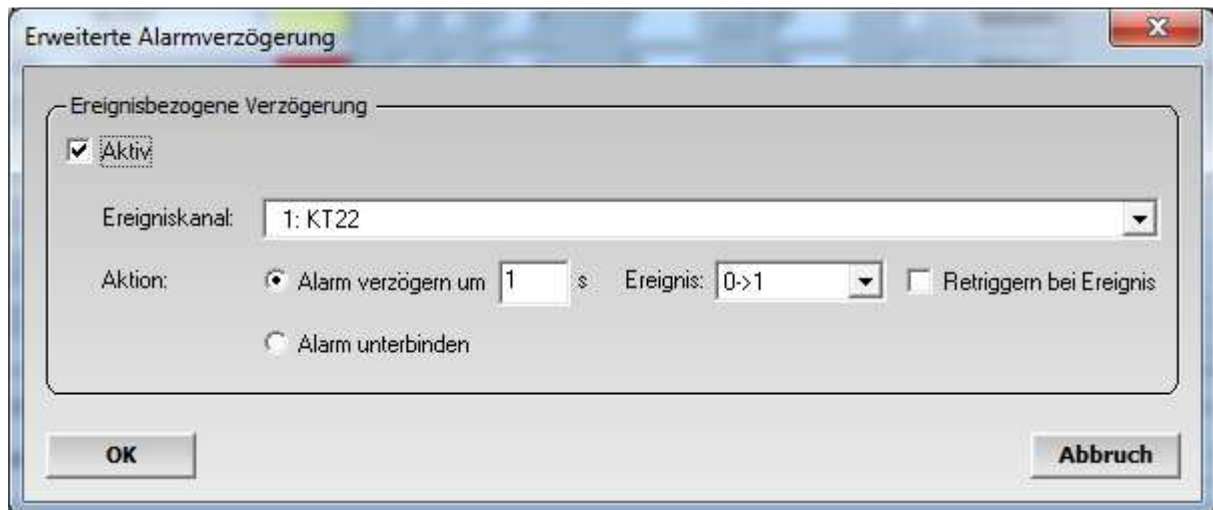 Erweiterte Alarmverzögerung
Ereignisbezogene Verzögerung
Aktiv
Ereigniskanal: 1: KT22
Aktion: Alarm verzögern um 1 s Ereignis: 0->1 Retriggern bei Ereignis
Alarm unterbinden
OK Abbruch